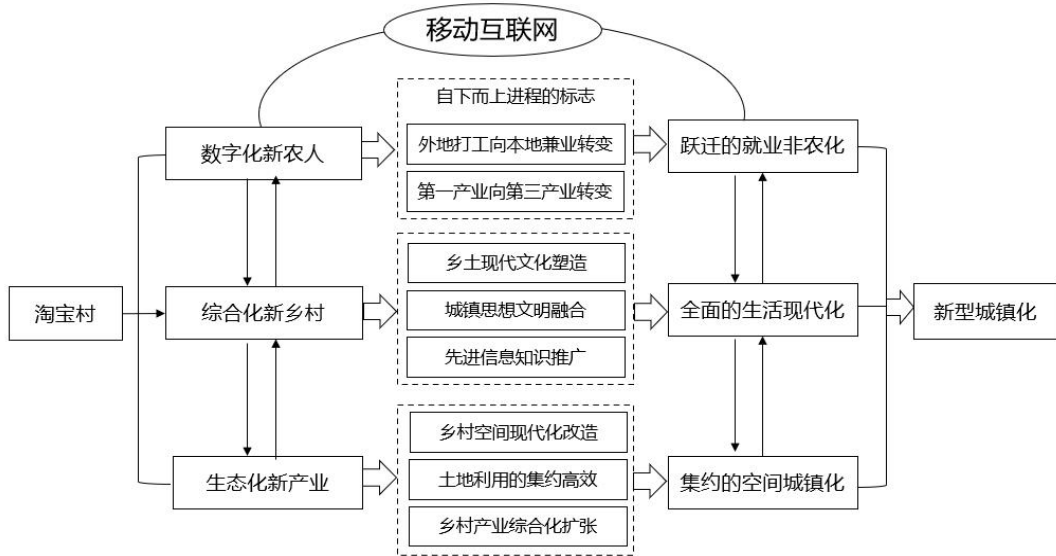 移动互联网
自下而上进程的标志
数字化新农人
外地打工向本地兼业转变
跃迁的就业非农化
第一产业向第三产业转变
乡土现代文化塑造
淘宝村
综合化新乡村
城镇思想文明融合
全面的生活现代化
新型城镇化
先进信息知识推广
乡村空间现代化改造
生态化新产业
土地利用的集约高效
集约的空间城镇化
乡村产业综合化扩张